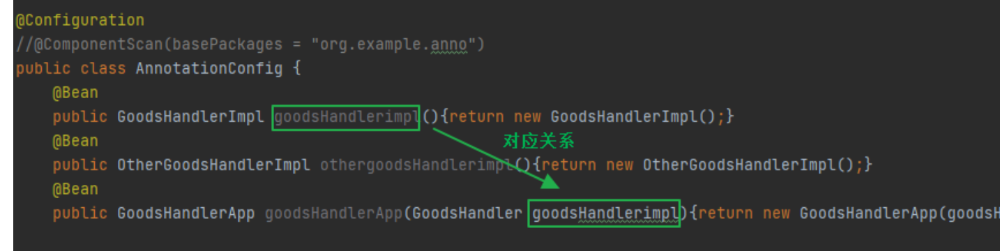 @Configuration
//@ComponentScan(basePackages = "org.example.anno")
public class AnnotationConfig {
@Bean
public GoodsHandlerImpl goodsHandlerimpl(){return new GoodsHandlerImpl();}
@Bean
对应关系
public OtherGoodsHandlerImpl othergoodsHandlerimpl(){return new OtherGoodsHandlerImpl();}
@Bean
public GoodsHandlerApp goodsHandlerApp(GoodsHandler goodsHandlerimpl){return new GoodsHandlerApp(goodsH